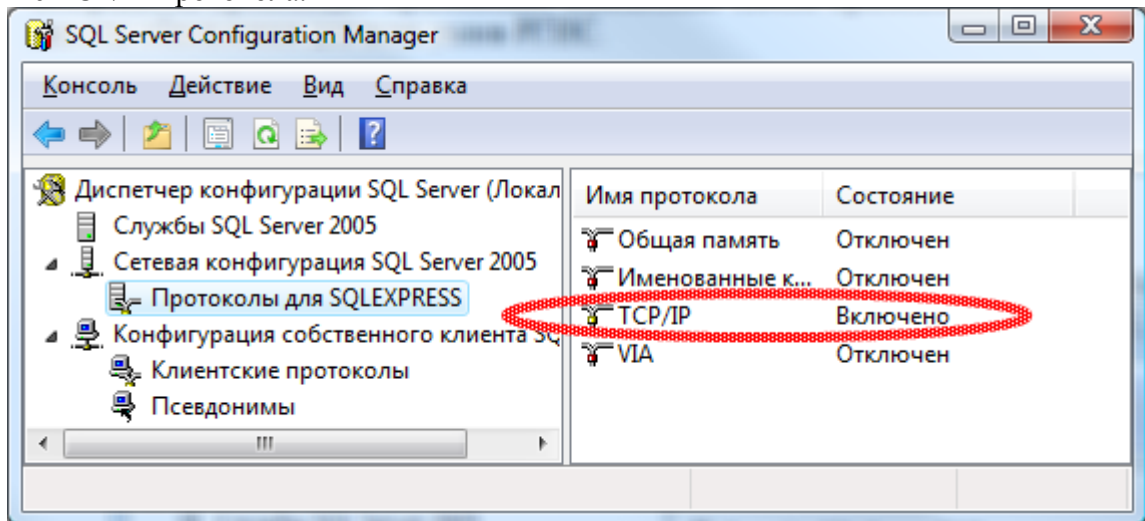 SQL Server Configuration Manager
Консоль Действие Вид Справка
Диспетчер конфигурации SQL Server (Локал
Службы SQL Server 2005
Сетевая конфигурация SQL Server 2005
Протоколы для SQLEXPRESS
Конфигурация собственного клиента SQ
Клиентские протоколы
Псевдонимы
Имя протокола Состояние
Общая память Отключен
Именованные к... Отключен
TCP/IP Включено
VIA Отключен